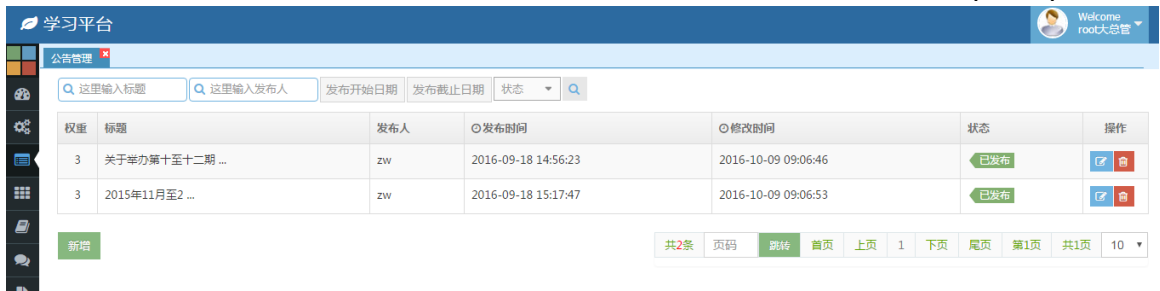 学习平台
Welcome
root大总管
公告管理
这里输入标题 这里输入发布人 发布开始日期 发布截止日期 状态
权重 标题 发布人 发布时间 修改时间 状态 操作
3 关于举办第十至十二期 ... zw 2016-09-18 14:56:23 2016-10-09 09:06:46 已发布
3 2015年11月至2 ... zw 2016-09-18 15:17:47 2016-10-09 09:06:53 已发布
新增 共2条 页码 跳转 首页 上页 1 下页 尾页 第1页 共1页 10